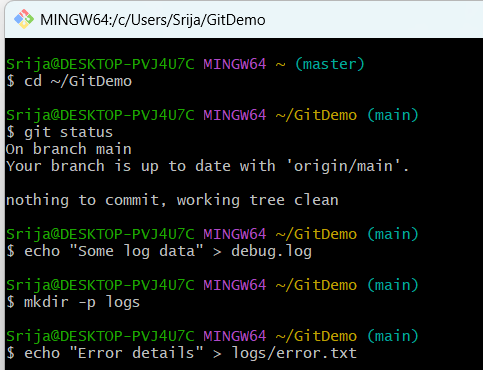 MINGW64:/c/Users/Srija/GitDemo
Srija@DESKTOP-PVJ4U7C MINGW64 ~ (master)
$ cd ~/GitDemo
Srija@DESKTOP-PVJ4U7C MINGW64 ~/GitDemo (main)
$ git status
On branch main
Your branch is up to date with 'origin/main'.
nothing to commit, working tree clean
Srija@DESKTOP-PVJ4U7C MINGW64 ~/GitDemo (main)
$ echo "Some log data" > debug.log
Srija@DESKTOP-PVJ4U7C MINGW64 ~/GitDemo (main)
$ mkdir -p logs
Srija@DESKTOP-PVJ4U7C MINGW64 ~/GitDemo (main)
$ echo "Error details" > logs/error.txt